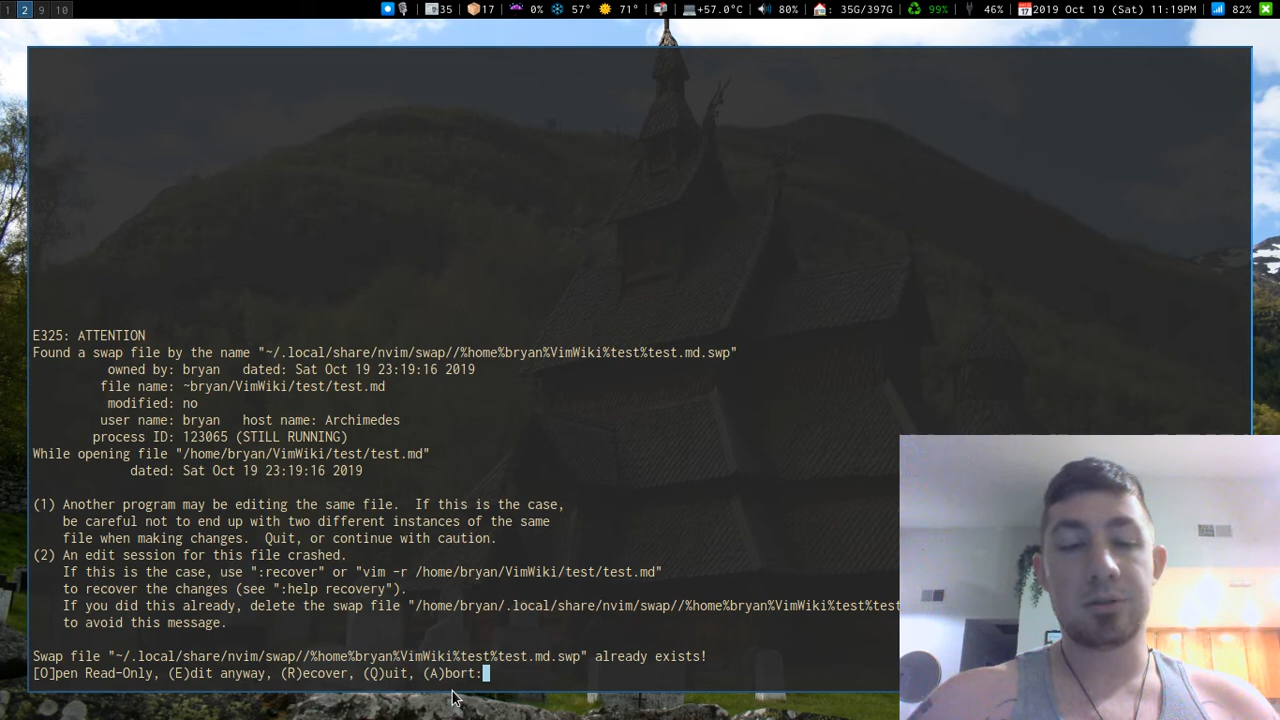 1 2 9 10 35 | 17 | 0% | 57° | 71° | | +57.0°C | 80% | : 35G/397G | 99% | 46% | 2019 Oct 19 (Sat) 11:19PM | 82%
E325: ATTENTION
Found a swap file by the name "~/.local/share/nvim/swap//%home%bryan%VimWiki%test%test.md.swp"
owned by: bryan   dated: Sat Oct 19 23:19:16 2019
file name: ~bryan/VimWiki/test/test.md
modified: no
user name: bryan   host name: Archimedes
process ID: 123065 (STILL RUNNING)
While opening file "/home/bryan/VimWiki/test/test.md"
dated: Sat Oct 19 23:19:16 2019
(1) Another program may be editing the same file.  If this is the case,
be careful not to end up with two different instances of the same
file when making changes.  Quit, or continue with caution.
(2) An edit session for this file crashed.
If this is the case, use ":recover" or "vim -r /home/bryan/VimWiki/test/test.md"
to recover the changes (see ":help recovery").
If you did this already, delete the swap file "/home/bryan/.local/share/nvim/swap//%home%bryan%VimWiki%test%test
to avoid this message.
Swap file "~/.local/share/nvim/swap//%home%bryan%VimWiki%test%test.md.swp" already exists!
[O]pen Read-Only, (E)dit anyway, (R)ecover, (Q)uit, (A)bort: